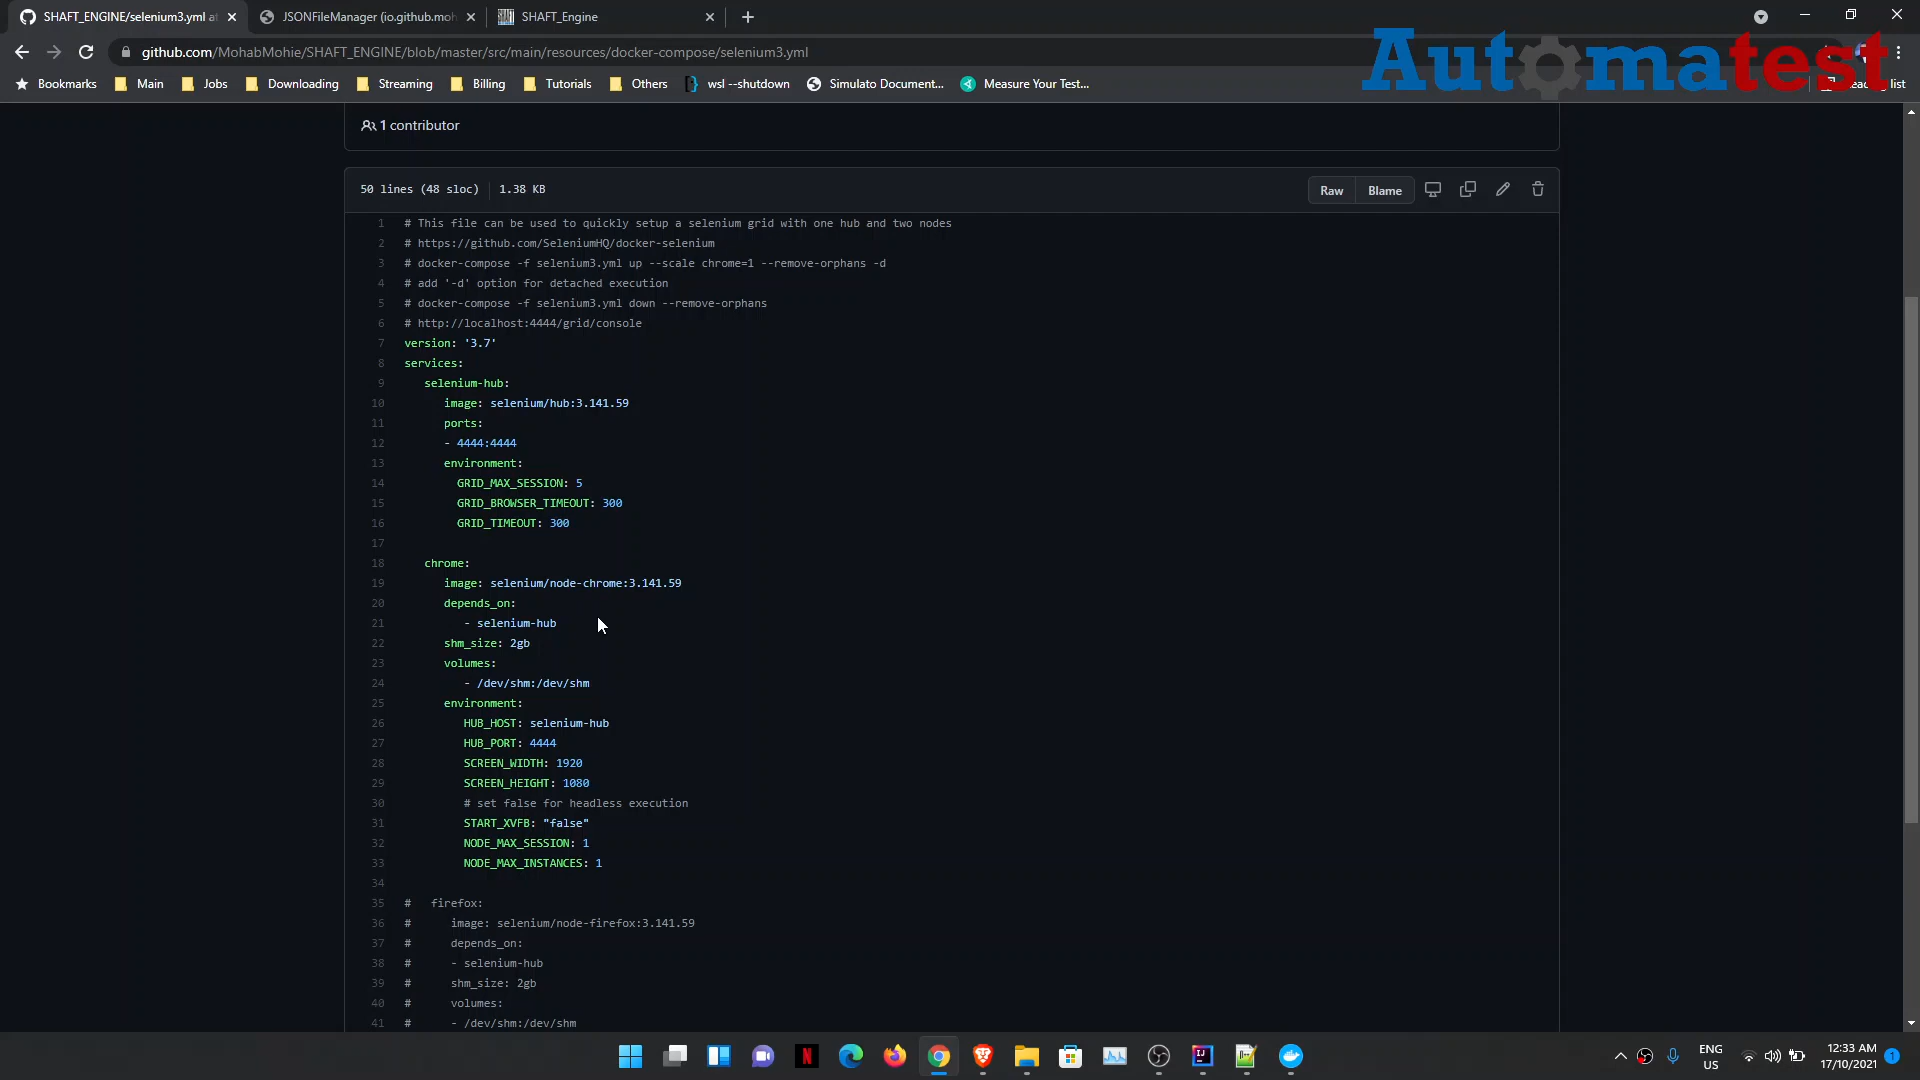 SHAFT_ENGINE/selenium3.yml at
JSONFileManager (io.github.moh
SHAFT_Engine
github.com/MohabMohie/SHAFT_ENGINE/blob/master/src/main/resources/docker-compose/selenium3.yml
Automatest
Bookmarks Main Jobs Downloading Streaming Billing Tutorials Others wsl --shutdown Simulato Document... Measure Your Test... list
1 contributor
50 lines (48 sloc) 1.38 KB
Raw Blame
1 # This file can be used to quickly setup a selenium grid with one hub and two nodes
2 # https://github.com/SeleniumHQ/docker-selenium
3 # docker-compose -f selenium3.yml up --scale chrome=1 --remove-orphans -d
4 # add '-d' option for detached execution
5 # docker-compose -f selenium3.yml down --remove-orphans
6 # http://localhost:4444/grid/console
7 version: '3.7'
8 services:
9 selenium-hub:
10 image: selenium/hub:3.141.59
11 ports:
12 - 4444:4444
13 environment:
14 GRID_MAX_SESSION: 5
15 GRID_BROWSER_TIMEOUT: 300
16 GRID_TIMEOUT: 300
17
18 chrome:
19 image: selenium/node-chrome:3.141.59
20 depends_on:
21 - selenium-hub
22 shm_size: 2gb
23 volumes:
24 - /dev/shm:/dev/shm
25 environment:
26 HUB_HOST: selenium-hub
27 HUB_PORT: 4444
28 SCREEN_WIDTH: 1920
29 SCREEN_HEIGHT: 1080
30 # set false for headless execution
31 START_XVFB: "false"
32 NODE_MAX_SESSION: 1
33 NODE_MAX_INSTANCES: 1
34
35 # firefox:
36 # image: selenium/node-firefox:3.141.59
37 # depends_on:
38 # - selenium-hub
39 # shm_size: 2gb
40 # volumes:
41 # - /dev/shm:/dev/shm
ENG
US
12:33 AM
17/10/2021
1